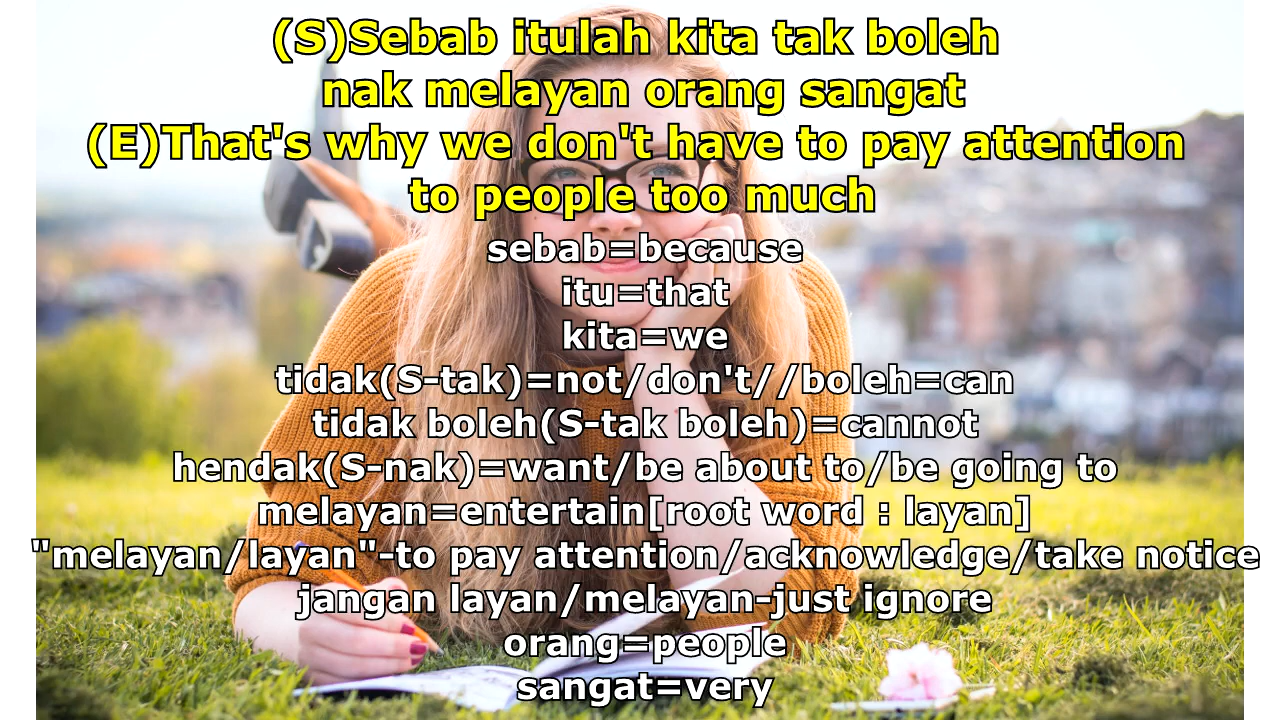 (S)Sebab itulah kita tak boleh
nak melayan orang sangat
(E)That's why we don't have to pay attention
to people too much
sebab=because
itu=that
kita=we
tidak(S-tak)=not/don't//boleh=can
tidak boleh(S-tak boleh)=cannot
hendak(S-nak)=want/be about to/be going to
melayan=entertain[root word : layan]
"melayan/layan"-to pay attention/acknowledge/take notice
jangan layan/melayan-just ignore
orang=people
sangat=very